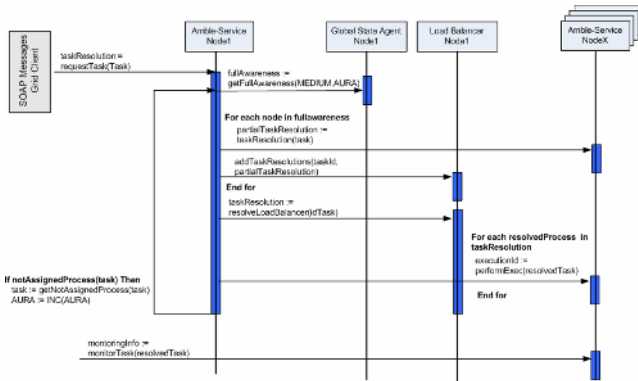 Amble-Service
Node1
Global State Agent
Node1
Load Balancer
Node1
Amble-Service
NodeX
SOAP Messages
Grid Client
taskResolution:=
requestTask(Task)
fullAwareness :=
getFullAwareness(MEDIUM,AURA)
For each node in fullawareness
partialTaskResolution :=
taskResolution(task)
addTaskResolutions(taskId,
partialTaskResolution)
End for
taskResolution :=
resolveLoadBalancer(idTask)
For each resolvedProcess in
taskResolution
executionId :=
performExec(resolvedTask)
End for
If notAssignedProcess(task) Then
task := getNotAssignedProcess(task)
AURA := INC(AURA)
monitoringInfo :=
monitorTask(resolvedTask)